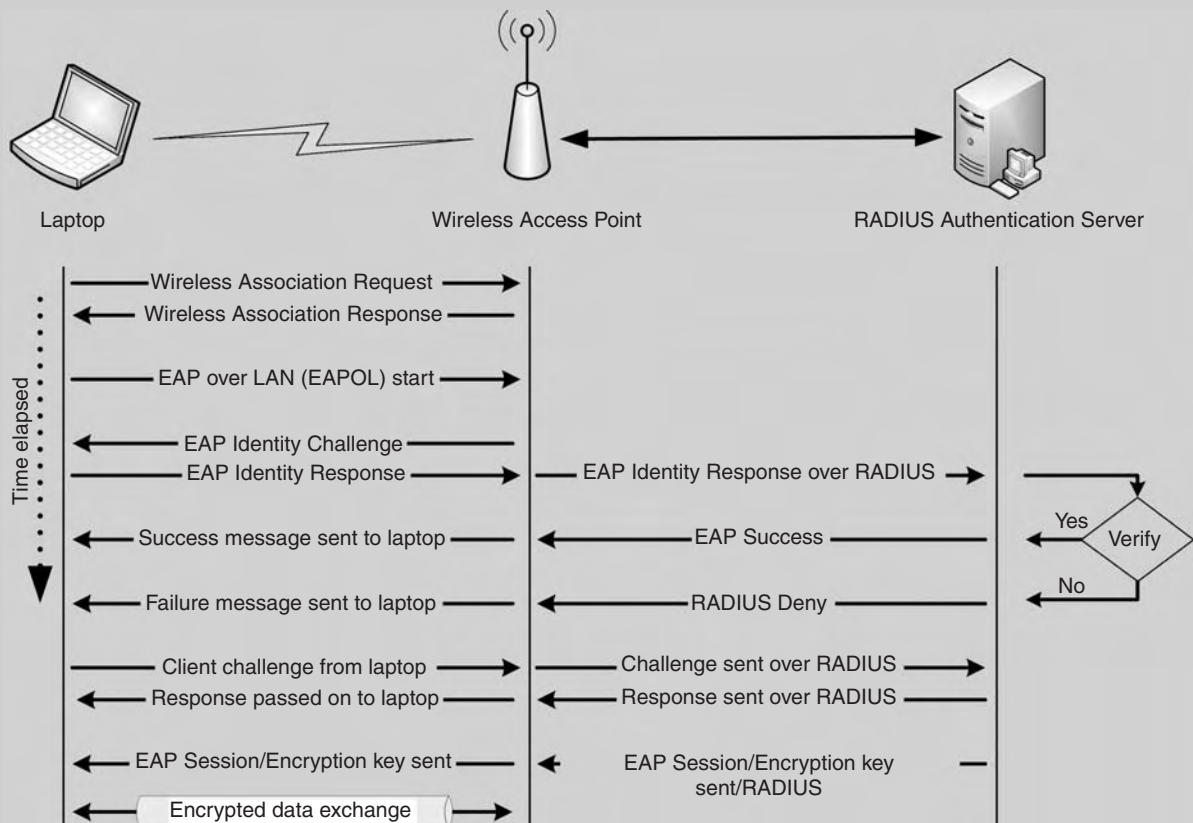 Laptop
Wireless Access Point
RADIUS Authentication Server
Time elapsed
Wireless Association Request
Wireless Association Response
EAP over LAN (EAPOL) start
EAP Identity Challenge
EAP Identity Response
EAP Identity Response over RADIUS
Yes
Verify
Success message sent to laptop
EAP Success
No
Failure message sent to laptop
RADIUS Deny
Client challenge from laptop
Challenge sent over RADIUS
Response passed on to laptop
Response sent over RADIUS
EAP Session/Encryption key sent
EAP Session/Encryption key
sent/RADIUS
Encrypted data exchange